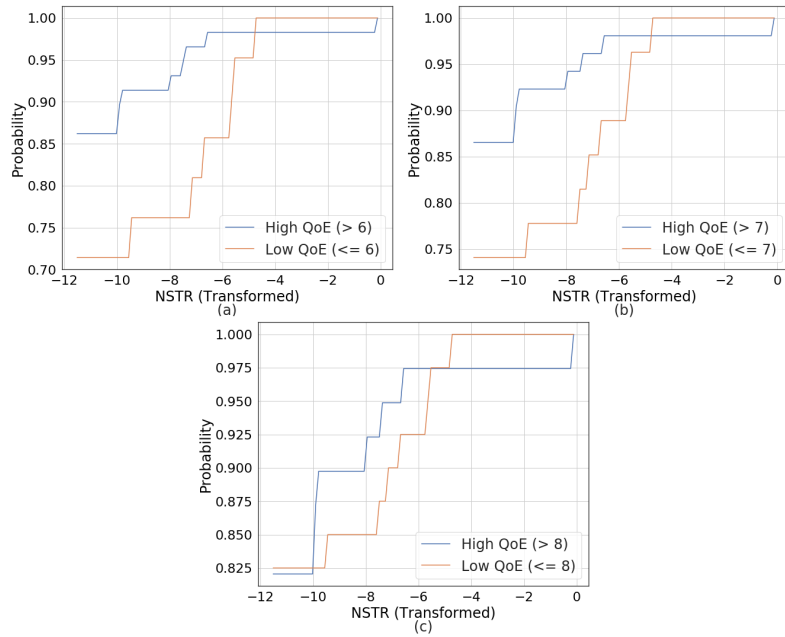 1.00
0.95
0.90
0.85
0.80
0.75
0.70
Probability
−12 −10 −8 −6 −4 −2 0
NSTR (Transformed)
High QoE (> 6)
Low QoE (<= 6)
(a)
1.00
0.95
0.90
0.85
0.80
0.75
Probability
−12 −10 −8 −6 −4 −2 0
NSTR (Transformed)
High QoE (> 7)
Low QoE (<= 7)
(b)
1.000
0.975
0.950
0.925
0.900
0.875
0.850
0.825
Probability
−12 −10 −8 −6 −4 −2 0
NSTR (Transformed)
High QoE (> 8)
Low QoE (<= 8)
(c)